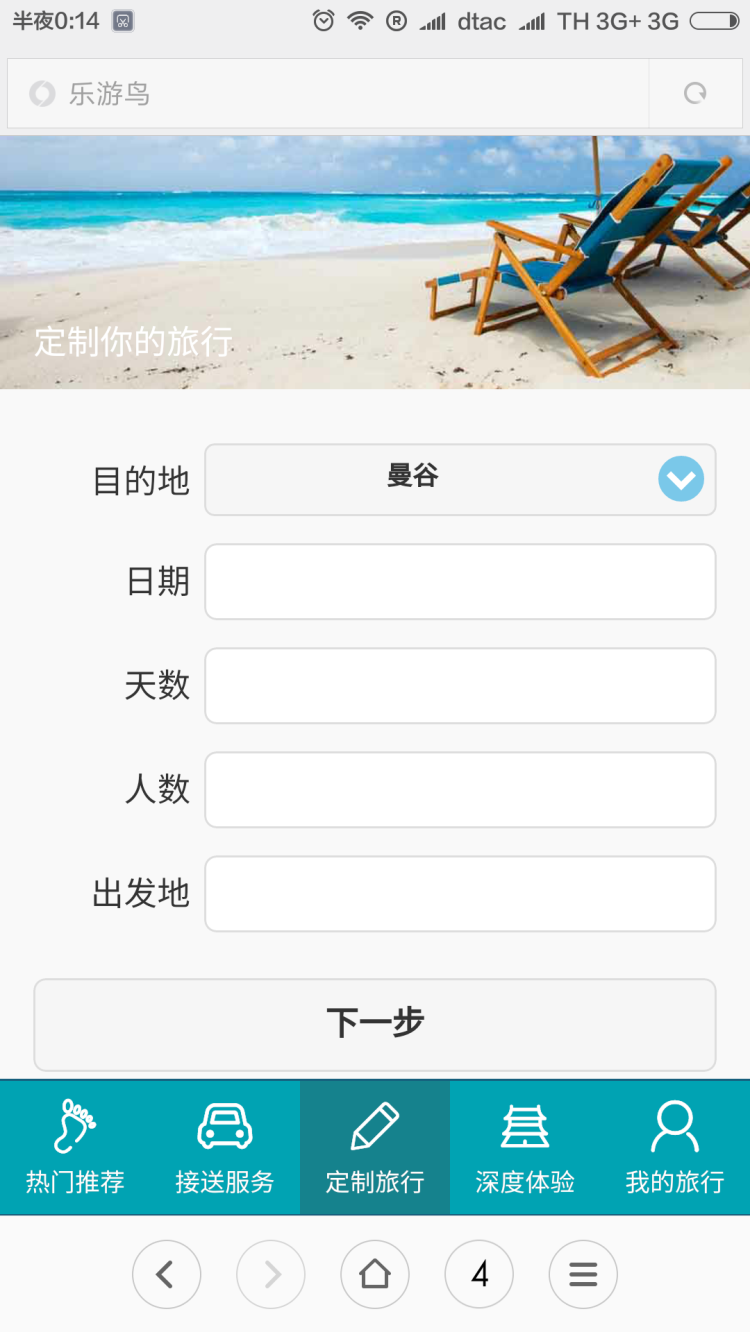 半夜0:14 R dtac TH 3G+ 3G
乐游鸟
定制你的旅行
目的地 曼谷
日期
天数
人数
出发地
下一步
热门推荐 接送服务 定制旅行 深度体验 我的旅行
4